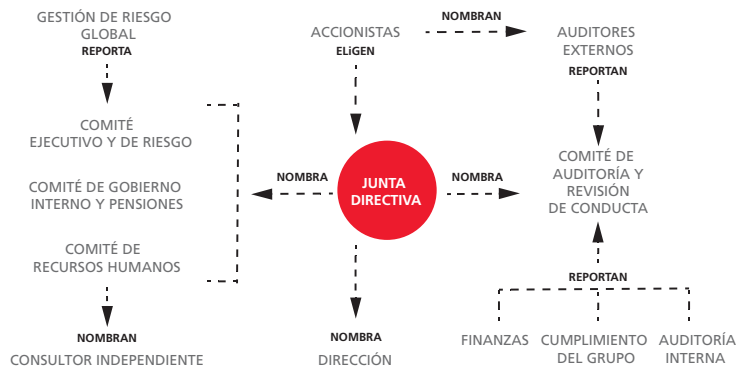 GESTIÓN DE RIESGO
GLOBAL
REPORTA
COMITÉ
EJECUTIVO Y DE RIESGO
COMITÉ DE GOBIERNO
INTERNO Y PENSIONES
COMITÉ DE
RECURSOS HUMANOS
NOMBRAN
CONSULTOR INDEPENDIENTE
ACCIONISTAS
ELiGEN
NOMBRAN
NOMBRA
JUNTA
DIRECTIVA
NOMBRA
NOMBRA
DIRECCIÓN
AUDITORES
EXTERNOS
REPORTAN
COMITÉ DE
AUDITORÍA Y
REVISIÓN
DE CONDUCTA
REPORTAN
FINANZAS
CUMPLIMIENTO
DEL GRUPO
AUDITORÍA
INTERNA